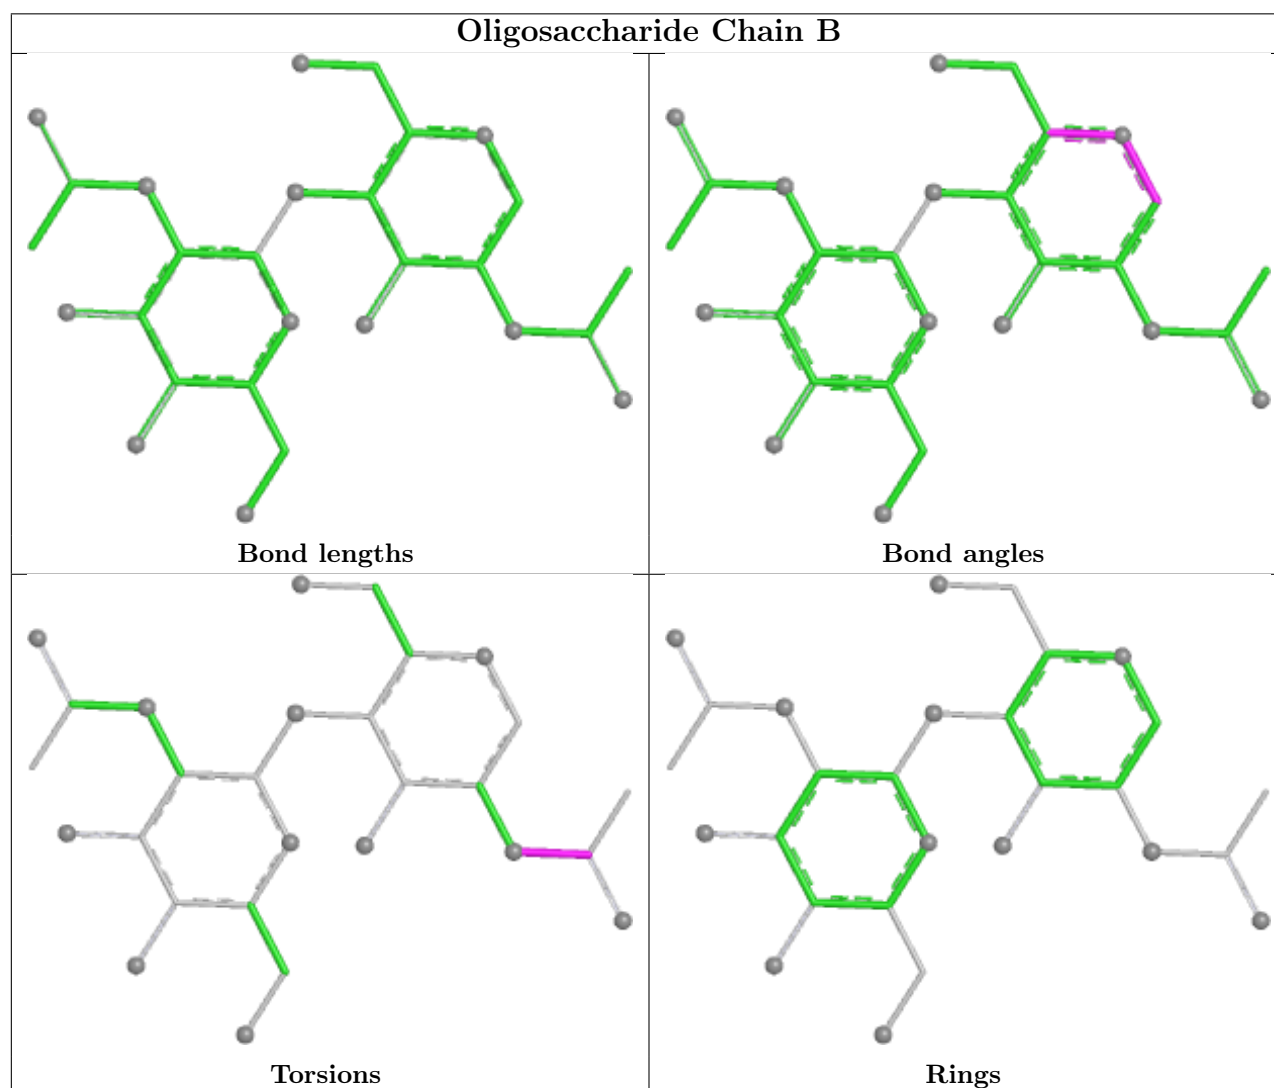 Oligosaccharide Chain B
Bond lengths
Bond angles
Torsions
Rings